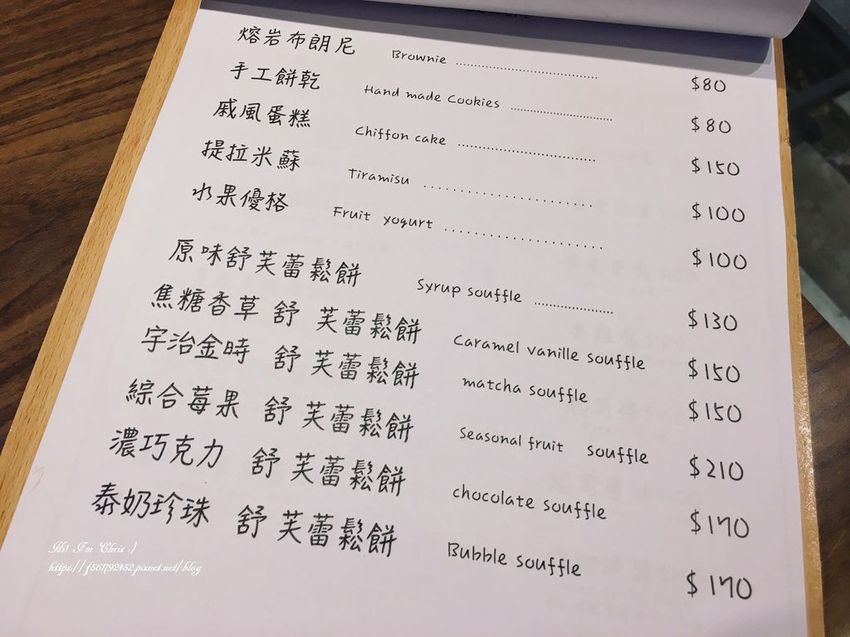 熔岩布朗尼 Brownie .......................... $80
手工餅乾 Hand made Cookies .......................... $80
戚風蛋糕 Chiffon cake .......................... $150
提拉米蘇 Tiramisu .......................... $100
水果優格 Fruit yogurt .......................... $100
原味舒芙蕾鬆餅 Syrup souffle .......................... $130
焦糖香草 舒芙蕾鬆餅 Caramel vanille souffle $150
宇治金時 舒芙蕾鬆餅 matcha souffle $150
綜合莓果 舒芙蕾鬆餅 Seasonal fruit souffle $210
濃巧克力 舒芙蕾鬆餅 chocolate souffle $170
泰奶珍珠 舒芙蕾鬆餅 Bubble souffle $170
Hi! I'm Chris :)
https://f561792452.pixnet.net/blog